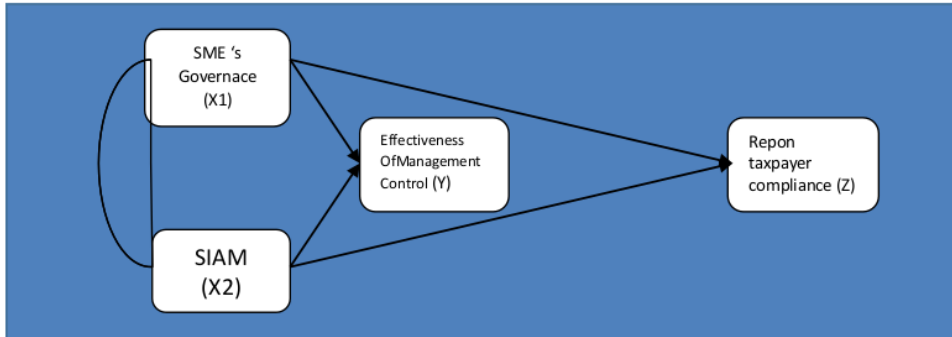 SME ‘s
Governace
(X1)
Effectiveness
OfManagement
Control (Y)
Repon
taxpayer
compliance (Z)
SIAM
(X2)